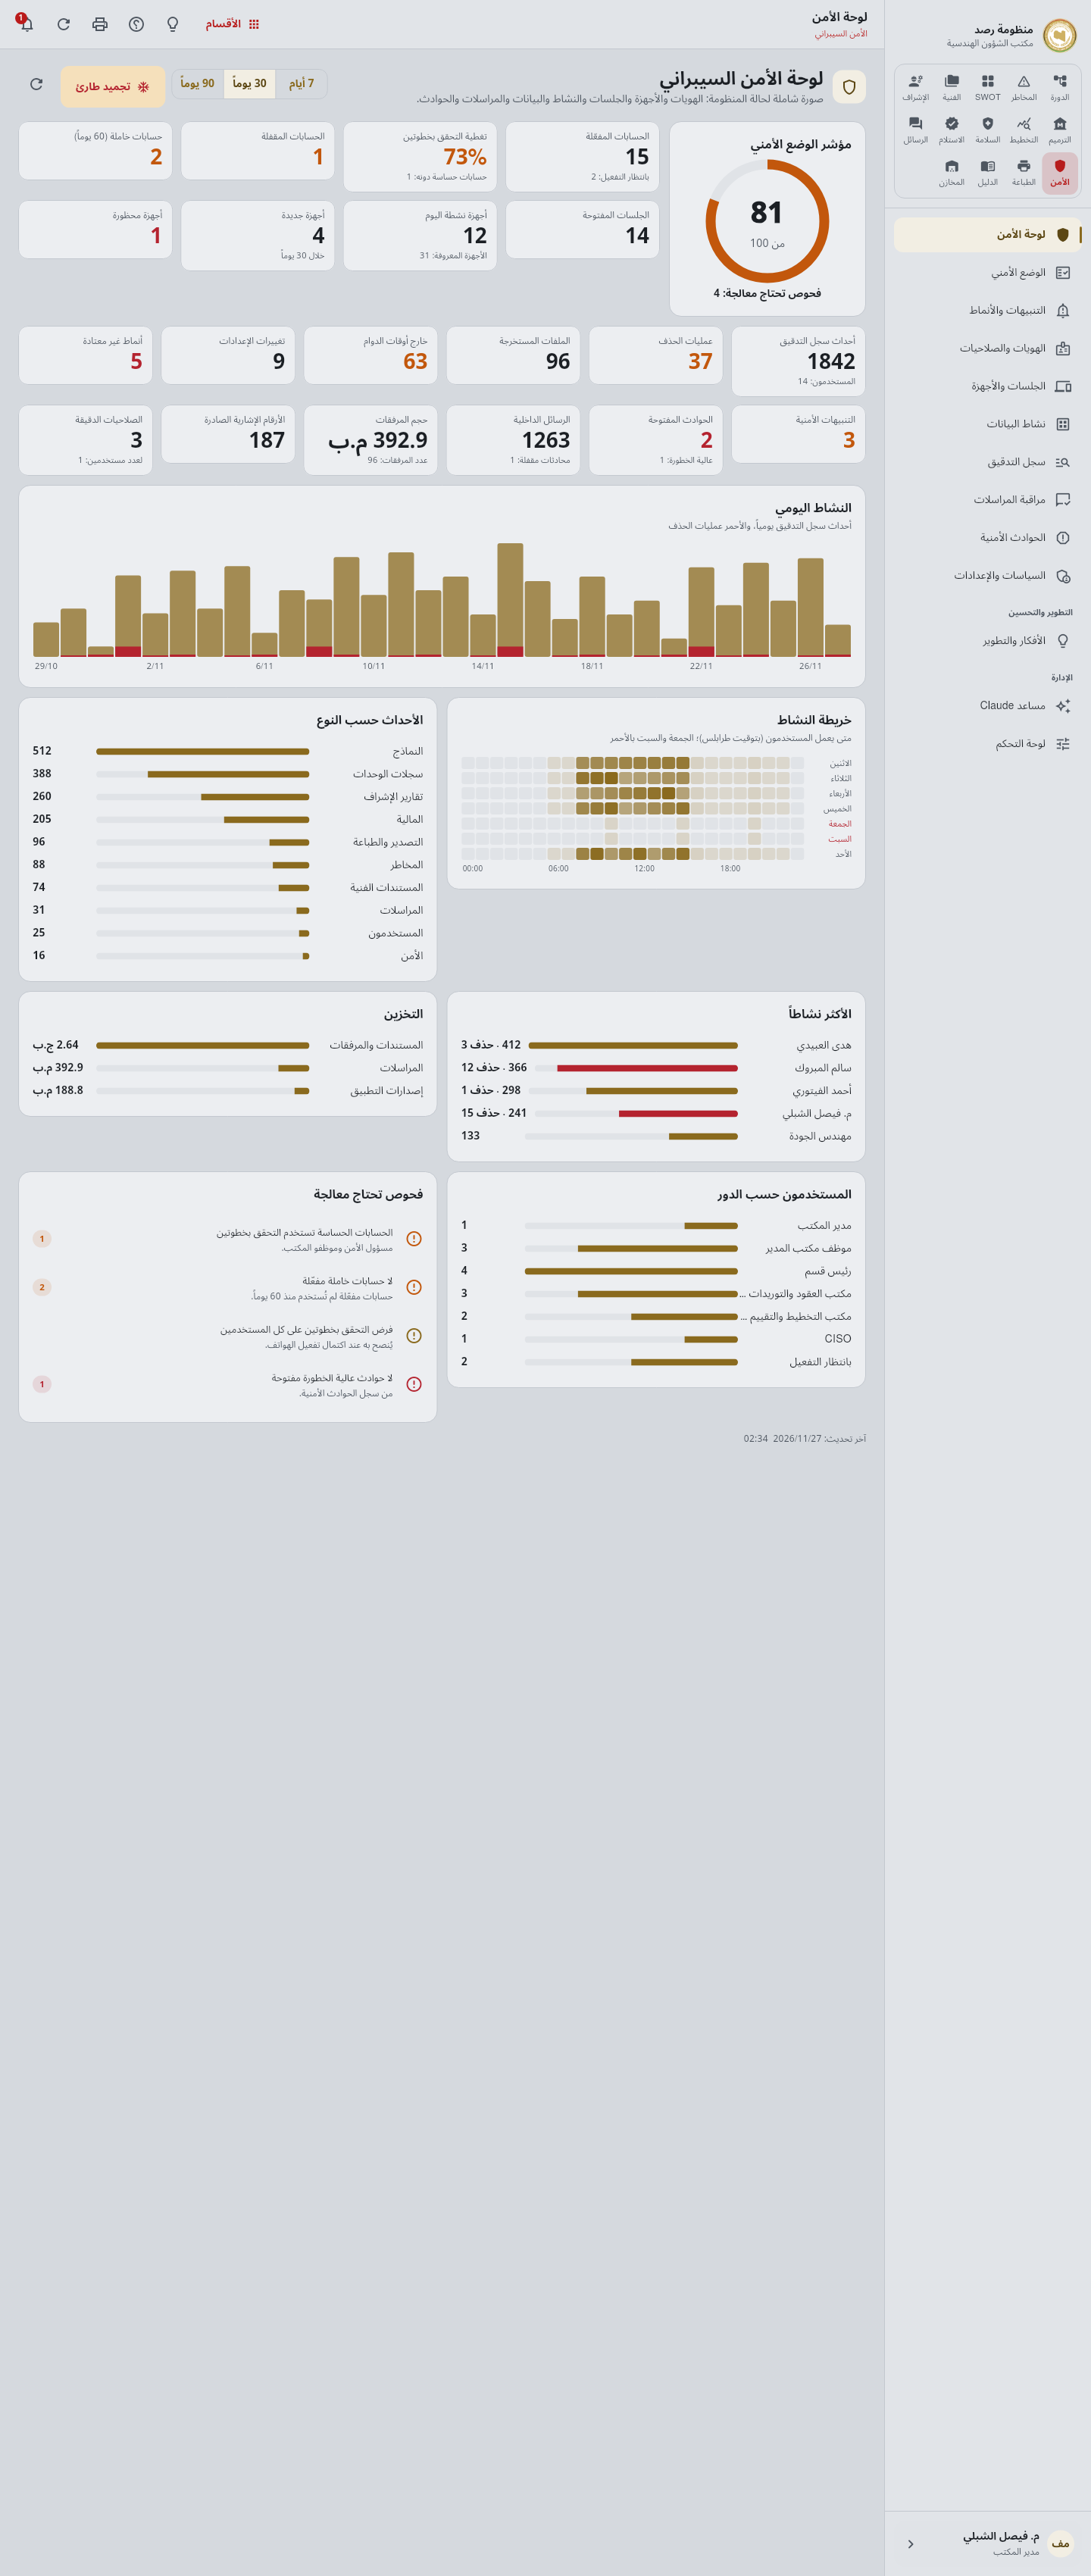 منظومة رصد
مكتب الشؤون الهندسية
الدورة
المخاطر
SWOT
الفنية
الإشراف
الترميم
التخطيط
السلامة
الاستلام
الرسائل
الأمن
الطباعة
الدليل
المخازن
لوحة الأمن
الوضع الأمني
التنبيهات والأنماط
الهويات والصلاحيات
الجلسات والأجهزة
نشاط البيانات
سجل التدقيق
مراقبة المراسلات
الحوادث الأمنية
السياسات والإعدادات
التطوير والتحسين
الأفكار والتطوير
الإدارة
مساعد Claude
لوحة التحكم
م. فيصل الشبلي
مدير المكتب
مف
لوحة الأمن
الأمن السيبراني
الأقسام
1
لوحة الأمن السيبراني
صورة شاملة لحالة المنظومة: الهويات والأجهزة والجلسات والنشاط والبيانات والمراسلات والحوادث.
7 أيام
30 يوماً
90 يوماً
تجميد طارئ
مؤشر الوضع الأمني
81
من 100
فحوص تحتاج معالجة: 4
الحسابات المفعّلة
15
بانتظار التفعيل: 2
تغطية التحقق بخطوتين
73%
حسابات حساسة دونه: 1
الحسابات المقفلة
1
حسابات خاملة (60 يوماً)
2
الجلسات المفتوحة
14
أجهزة نشطة اليوم
12
الأجهزة المعروفة: 31
أجهزة جديدة
4
خلال 30 يوماً
أجهزة محظورة
1
أحداث سجل التدقيق
1842
المستخدمون: 14
عمليات الحذف
37
الملفات المستخرجة
96
خارج أوقات الدوام
63
تغييرات الإعدادات
9
أنماط غير معتادة
5
التنبيهات الأمنية
3
الحوادث المفتوحة
2
عالية الخطورة: 1
الرسائل الداخلية
1263
محادثات مقفلة: 1
حجم المرفقات
392.9 م.ب
عدد المرفقات: 96
الأرقام الإشارية الصادرة
187
الصلاحيات الدقيقة
3
لعدد مستخدمين: 1
النشاط اليومي
أحداث سجل التدقيق يومياً، والأحمر عمليات الحذف
29/10
2/11
6/11
10/11
14/11
18/11
22/11
26/11
خريطة النشاط
متى يعمل المستخدمون (بتوقيت طرابلس)؛ الجمعة والسبت بالأحمر
الاثنين
الثلاثاء
الأربعاء
الخميس
الجمعة
السبت
الأحد
00:00
06:00
12:00
18:00
الأحداث حسب النوع
النماذج 512
سجلات الوحدات 388
تقارير الإشراف 260
المالية 205
التصدير والطباعة 96
المخاطر 88
المستندات الفنية 74
المراسلات 31
المستخدمون 25
الأمن 16
الأكثر نشاطاً
هدى العبيدي 412 · حذف 3
سالم المبروك 366 · حذف 12
أحمد الفيتوري 298 · حذف 1
م. فيصل الشبلي 241 · حذف 15
مهندس الجودة 133
التخزين
المستندات والمرفقات 2.64 ج.ب
المراسلات 392.9 م.ب
إصدارات التطبيق 188.8 م.ب
المستخدمون حسب الدور
مدير المكتب 1
موظف مكتب المدير 3
رئيس قسم 4
مكتب العقود والتوريدات ... 3
مكتب التخطيط والتقييم ... 2
CISO 1
بانتظار التفعيل 2
فحوص تحتاج معالجة
الحسابات الحساسة تستخدم التحقق بخطوتين
مسؤول الأمن وموظفو المكتب.
1
لا حسابات خاملة مفعّلة
حسابات مفعّلة لم تُستخدم منذ 60 يوماً.
2
فرض التحقق بخطوتين على كل المستخدمين
يُنصح به عند اكتمال تفعيل الهواتف.
لا حوادث عالية الخطورة مفتوحة
من سجل الحوادث الأمنية.
1
آخر تحديث: 2026/11/27 02:34